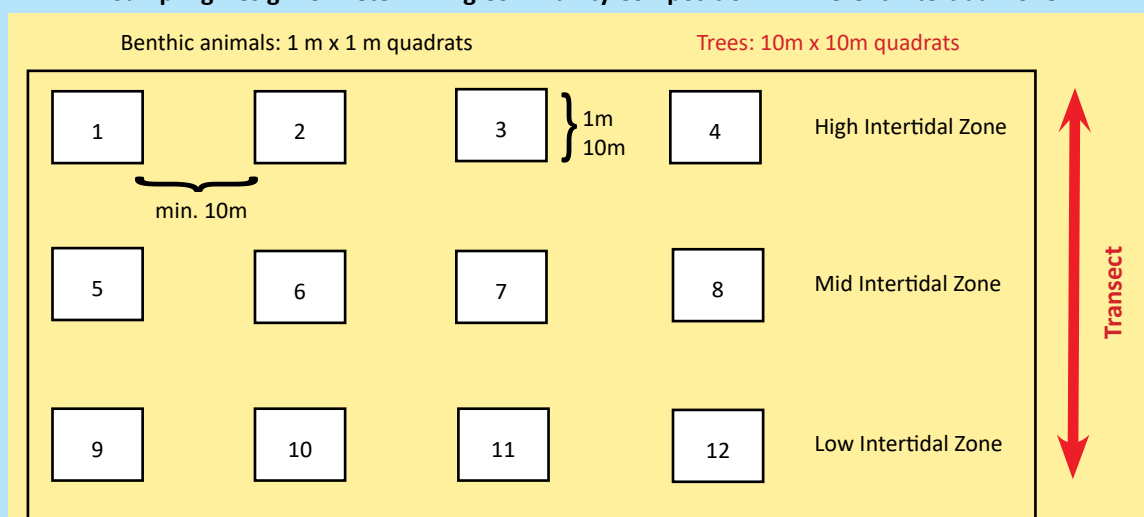 Benthic animals: 1 m x 1 m quadrats
Trees: 10m x 10m quadrats
1
2
3
1m
10m
4
High Intertidal Zone
min. 10m
5
6
7
8
Mid Intertidal Zone
Transect
9
10
11
12
Low Intertidal Zone